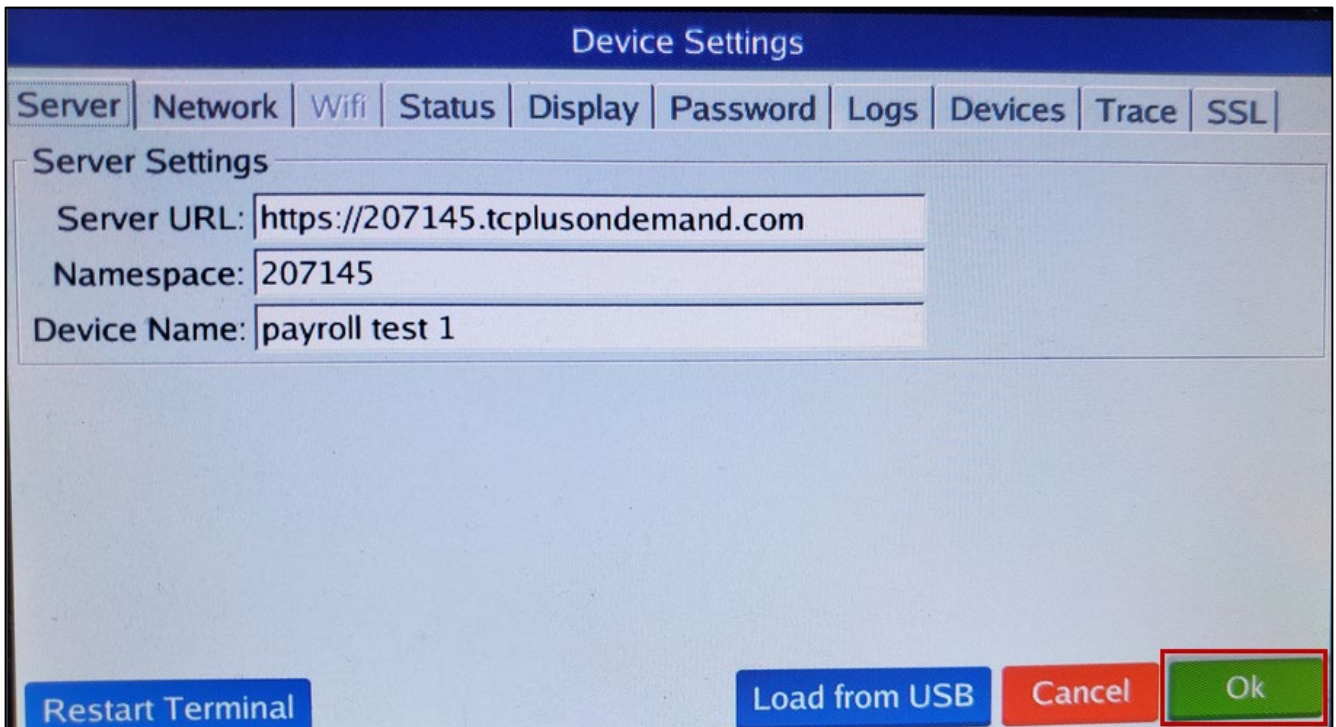 Device Settings
Server Network Wifi Status Display Password Logs Devices Trace SSL
Server Settings
Server URL: https://207145.tcplusondemand.com
Namespace: 207145
Device Name: payroll test 1
Restart Terminal Load from USB Cancel Ok